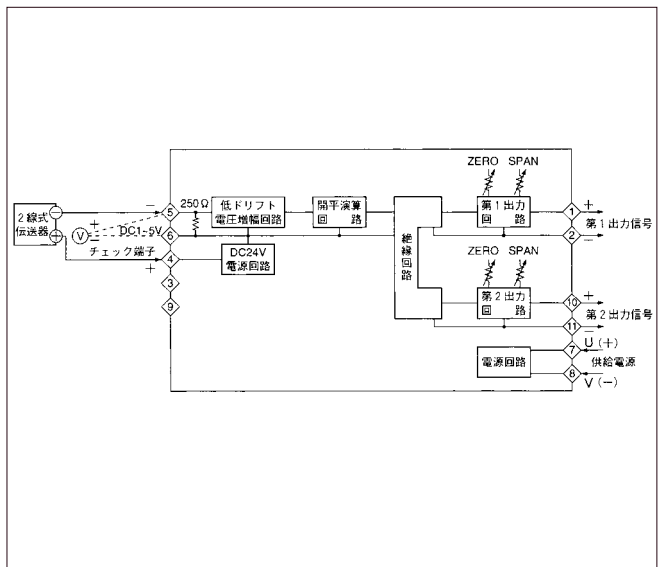 ZERO SPAN
250Ω
2線式
伝送器
−
+
−
+
−
V
DC1~5V
チェック端子
+
5
6
4
3
9
低ドリフト
電圧増幅回路
DC24V
電源回路
開平演算
回 路
絶縁回路
第1出力
回 路
1
+
2
−
第1出力信号
ZERO SPAN
第2出力
回 路
10
+
11
−
第2出力信号
電源回路
7
U(+)
供給電源
8
V(−)